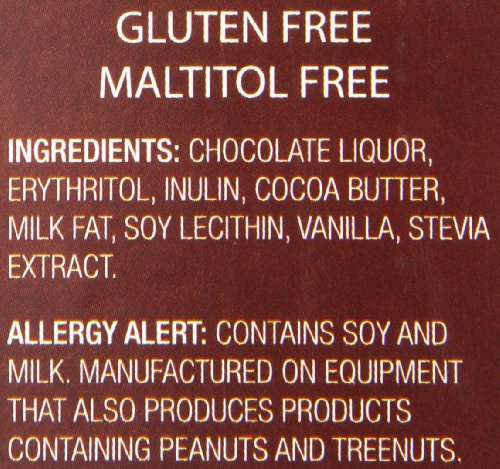 GLUTEN FREE
MALTITOL FREE
INGREDIENTS: CHOCOLATE LIQUOR,
ERYTHRITOL, INULIN, COCOA BUTTER,
MILK FAT, SOY LECITHIN, VANILLA, STEVIA
EXTRACT.
ALLERGY ALERT: CONTAINS SOY AND
MILK. MANUFACTURED ON EQUIPMENT
THAT ALSO PRODUCES PRODUCTS
CONTAINING PEANUTS AND TREENUTS.